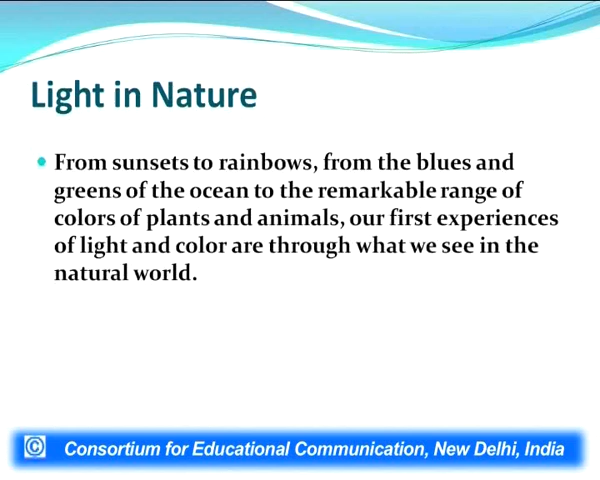 Light in Nature
From sunsets to rainbows, from the blues and
greens of the ocean to the remarkable range of
colors of plants and animals, our first experiences
of light and color are through what we see in the
natural world.
© Consortium for Educational Communication, New Delhi, India